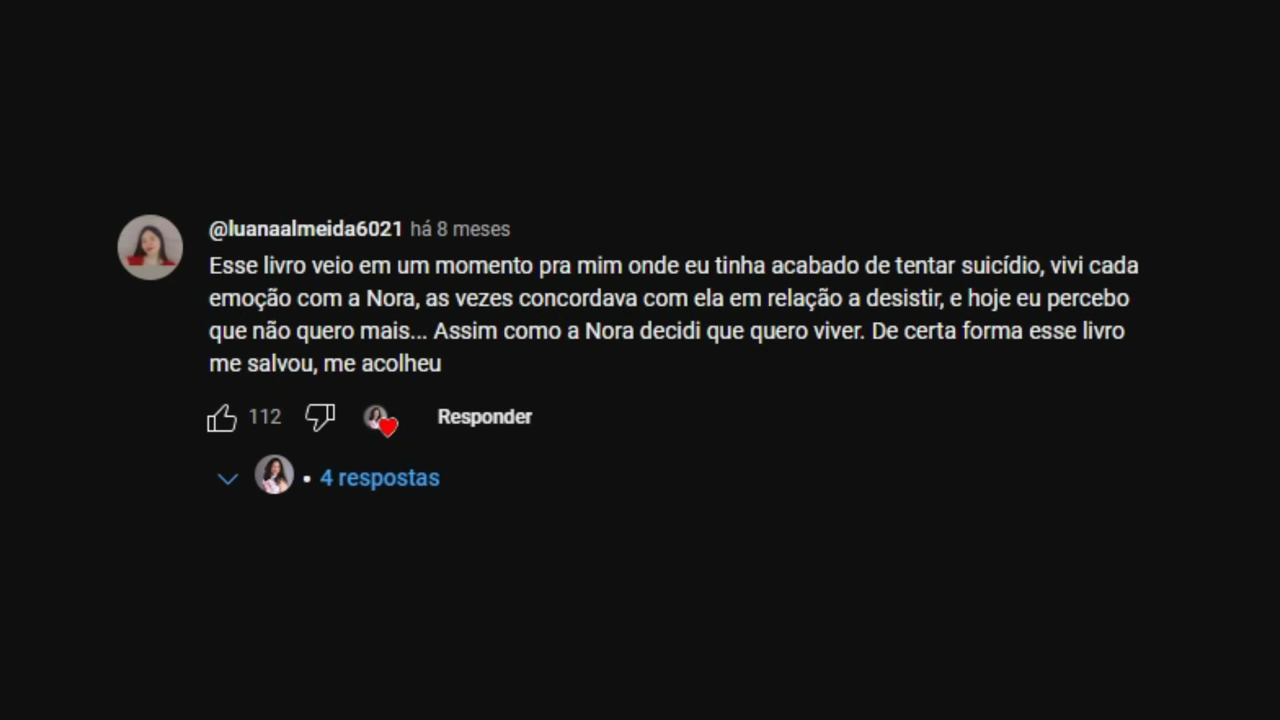 @luanaalmeida6021 há 8 meses
Esse livro veio em um momento pra mim onde eu tinha acabado de tentar suicídio, vivi cada
emoção com a Nora, as vezes concordava com ela em relação a desistir, e hoje eu percebo
que não quero mais... Assim como a Nora decidi que quero viver. De certa forma esse livro
me salvou, me acolheu
112 Responder
• 4 respostas